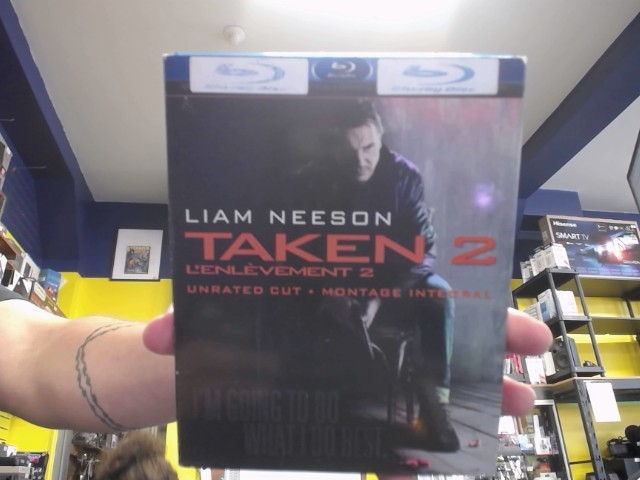 Blu-ray Disc
Blu-ray Disc
LIAM NEESON
TAKEN 2
L'ENLÈVEMENT 2
UNRATED CUT • MONTAGE INTÉGRAL
I'M GOING TO DO
WHAT I DO BEST.
Hisense
SMART TV